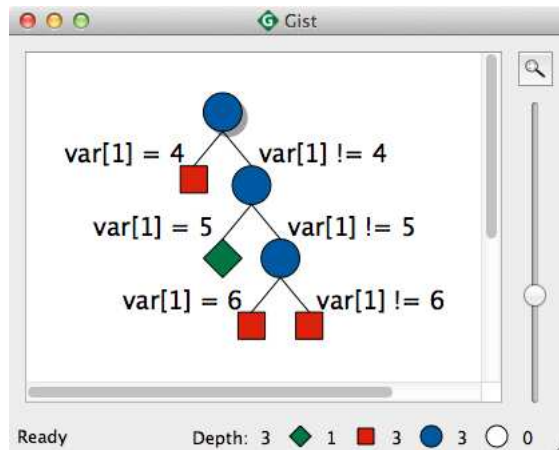 Gist
var[1] = 4
var[1] != 4
var[1] = 5
var[1] != 5
var[1] = 6
var[1] != 6
Ready
Depth: 3 1 3 3 0